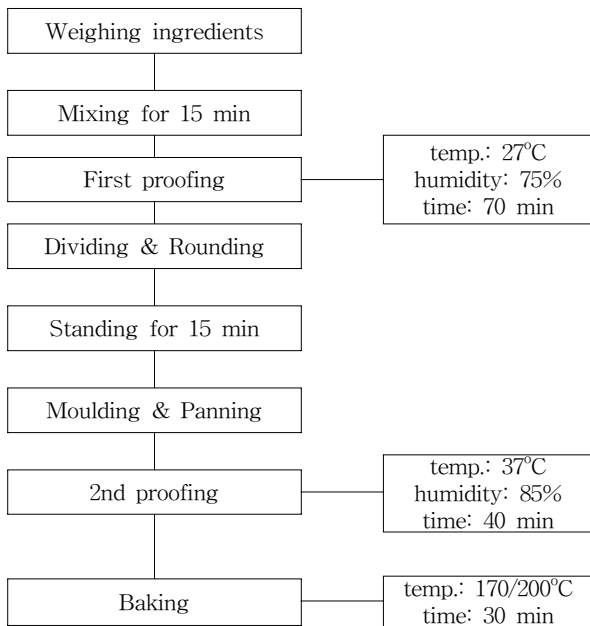 Weighing ingredients
Mixing for 15 min
First proofing
temp.: 27°C
humidity: 75%
time: 70 min
Dividing & Rounding
Standing for 15 min
Moulding & Panning
2nd proofing
temp.: 37°C
humidity: 85%
time: 40 min
Baking
temp.: 170/200°C
time: 30 min